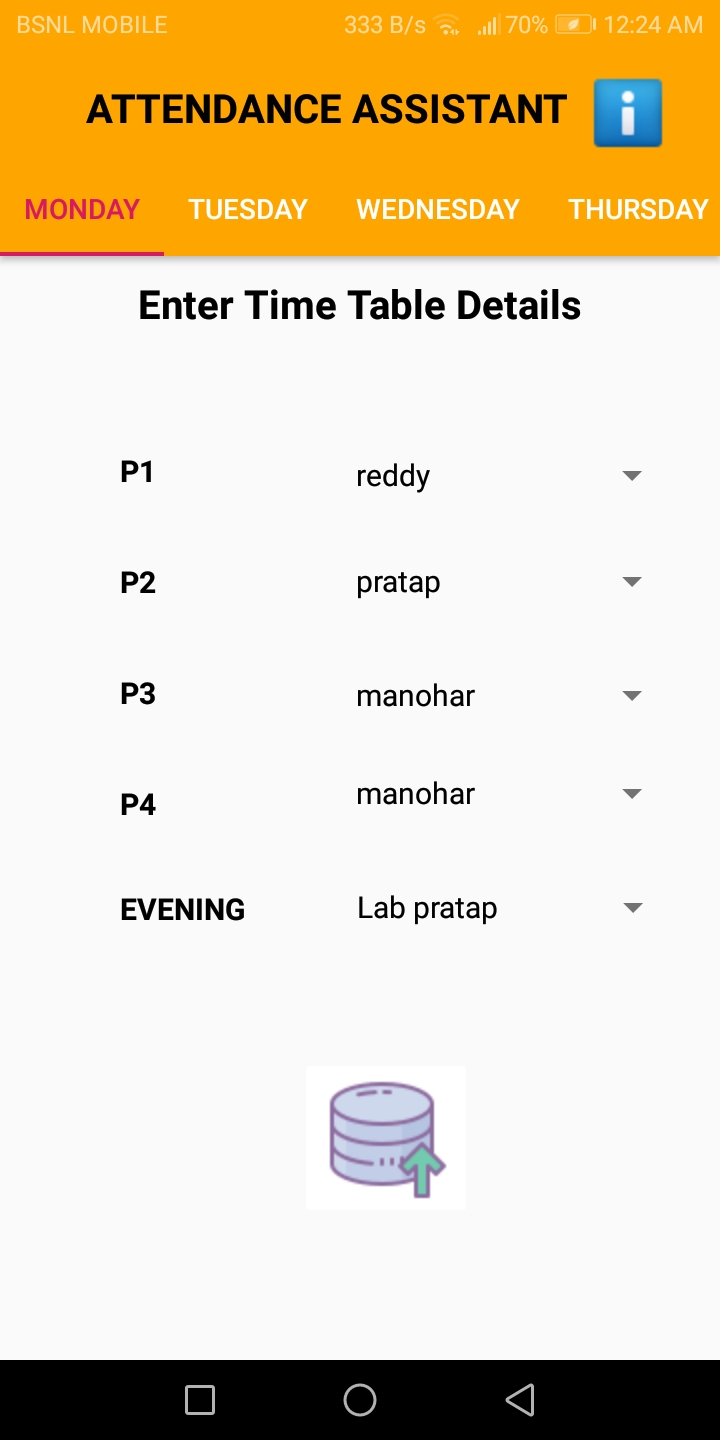 BSNL MOBILE 333 B/s 70% 12:24 AM
ATTENDANCE ASSISTANT i
MONDAY TUESDAY WEDNESDAY THURSDAY
Enter Time Table Details
P1 reddy
P2 pratap
P3 manohar
P4 manohar
EVENING Lab pratap